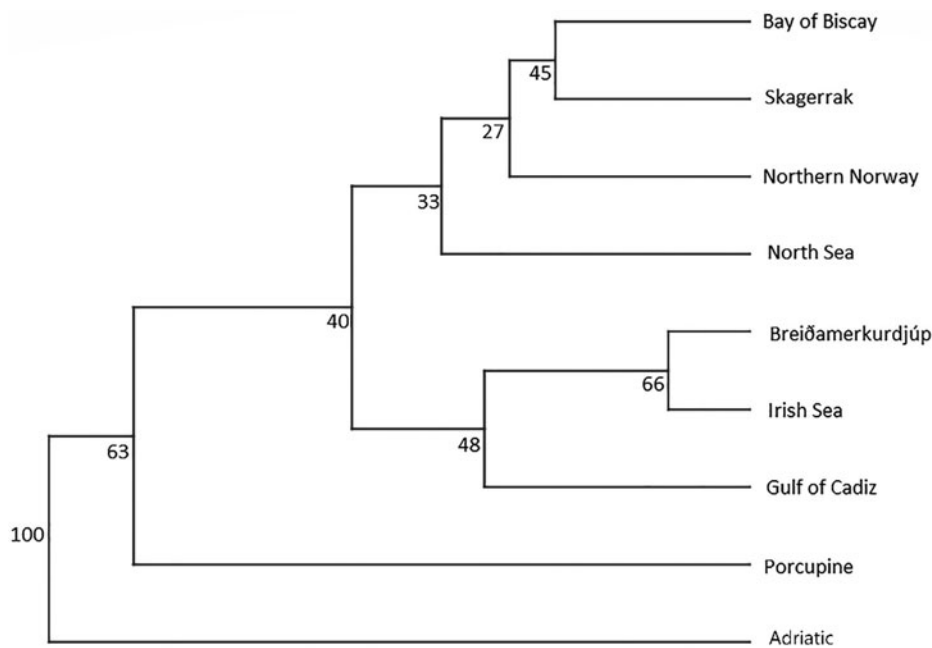 Bay of Biscay
45
Skagerrak
27
Northern Norway
33
North Sea
40
Breiðamerkurdjúp
66
Irish Sea
48
Gulf of Cadiz
63
100
Porcupine
Adriatic